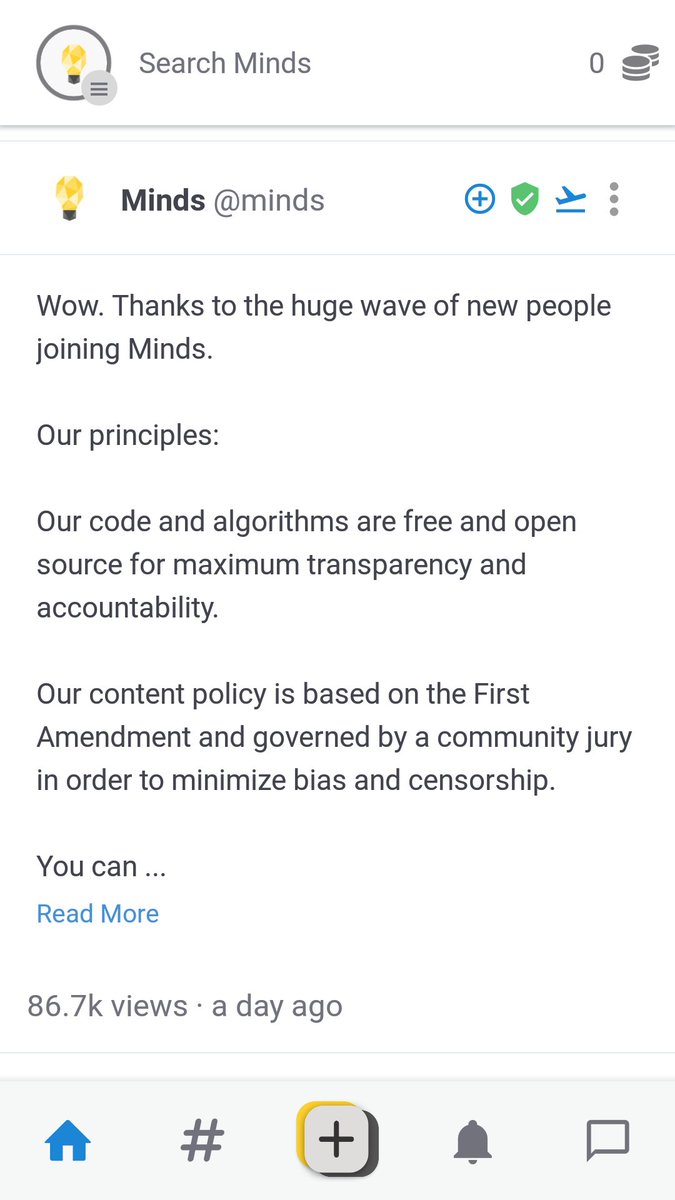 Search Minds
0
Minds @minds
Wow. Thanks to the huge wave of new people
joining Minds.
Our principles:
Our code and algorithms are free and open
source for maximum transparency and
accountability.
Our content policy is based on the First
Amendment and governed by a community jury
in order to minimize bias and censorship.
You can ...
Read More
86.7k views · a day ago
#